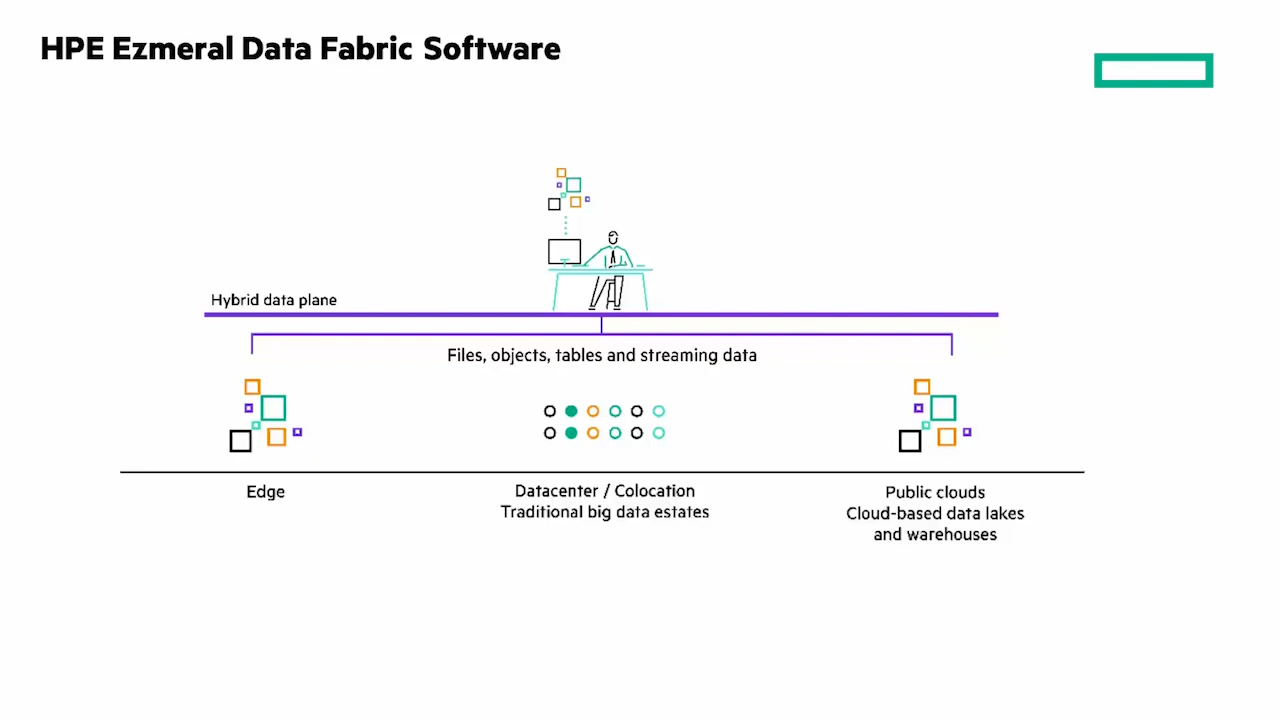 HPE Ezmeral Data Fabric Software
Hybrid data plane
Files, objects, tables and streaming data
Edge
Datacenter / Colocation
Traditional big data estates
Public clouds
Cloud-based data lakes
and warehouses